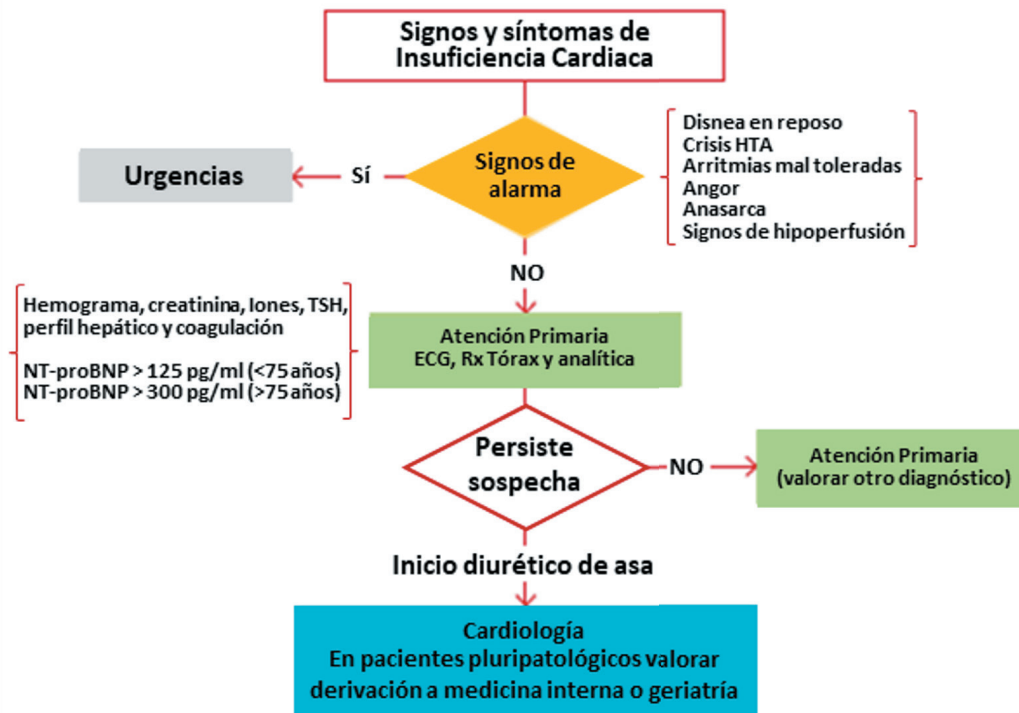 Signos y síntomas de
Insuficiencia Cardiaca
Signos de
alarma
Sí
Urgencias
Disnea en reposo
Crisis HTA
Arritmias mal toleradas
Angor
Anasarca
Signos de hipoperfusión
NO
Hemograma, creatinina, Iones, TSH,
perfil hepático y coagulación
NT-proBNP > 125 pg/ml (<75 años)
NT-proBNP > 300 pg/ml (>75 años)
Atención Primaria
ECG, Rx Tórax y analítica
Persiste
sospecha
NO
Atención Primaria
(valorar otro diagnóstico)
Inicio diurético de asa
Cardiología
En pacientes pluripatológicos valorar
derivación a medicina interna o geriatría